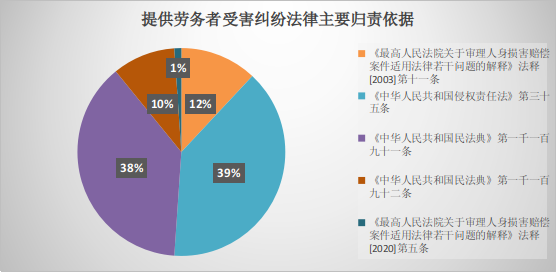 提供劳务者受害纠纷法律主要归责依据
1%
12%
10%
38%
39%
《最高人民法院关于审理人身损害赔偿
案件适用法律若干问题的解释》法释
[2003]第十一条
《中华人民共和国侵权责任法》第三十
五条
《中华人民共和国民法典》第一千一百
九十一条
《中华人民共和国民法典》第一千一百
九十二条
《最高人民法院关于审理人身损害赔偿
案件适用法律若干问题的解释》法释
[2020]第五条